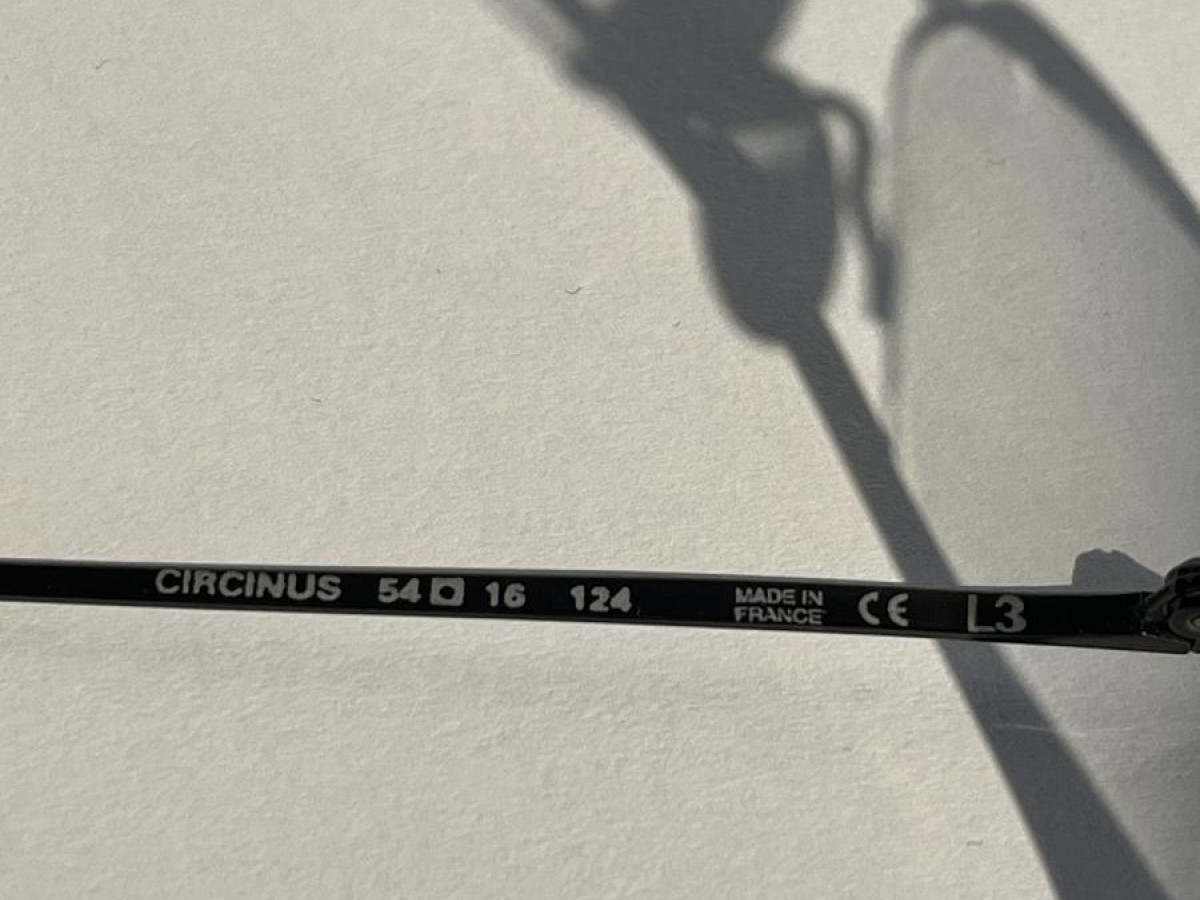 CIRCINUS 54 16 124 MADE IN
FRANCE CE L3